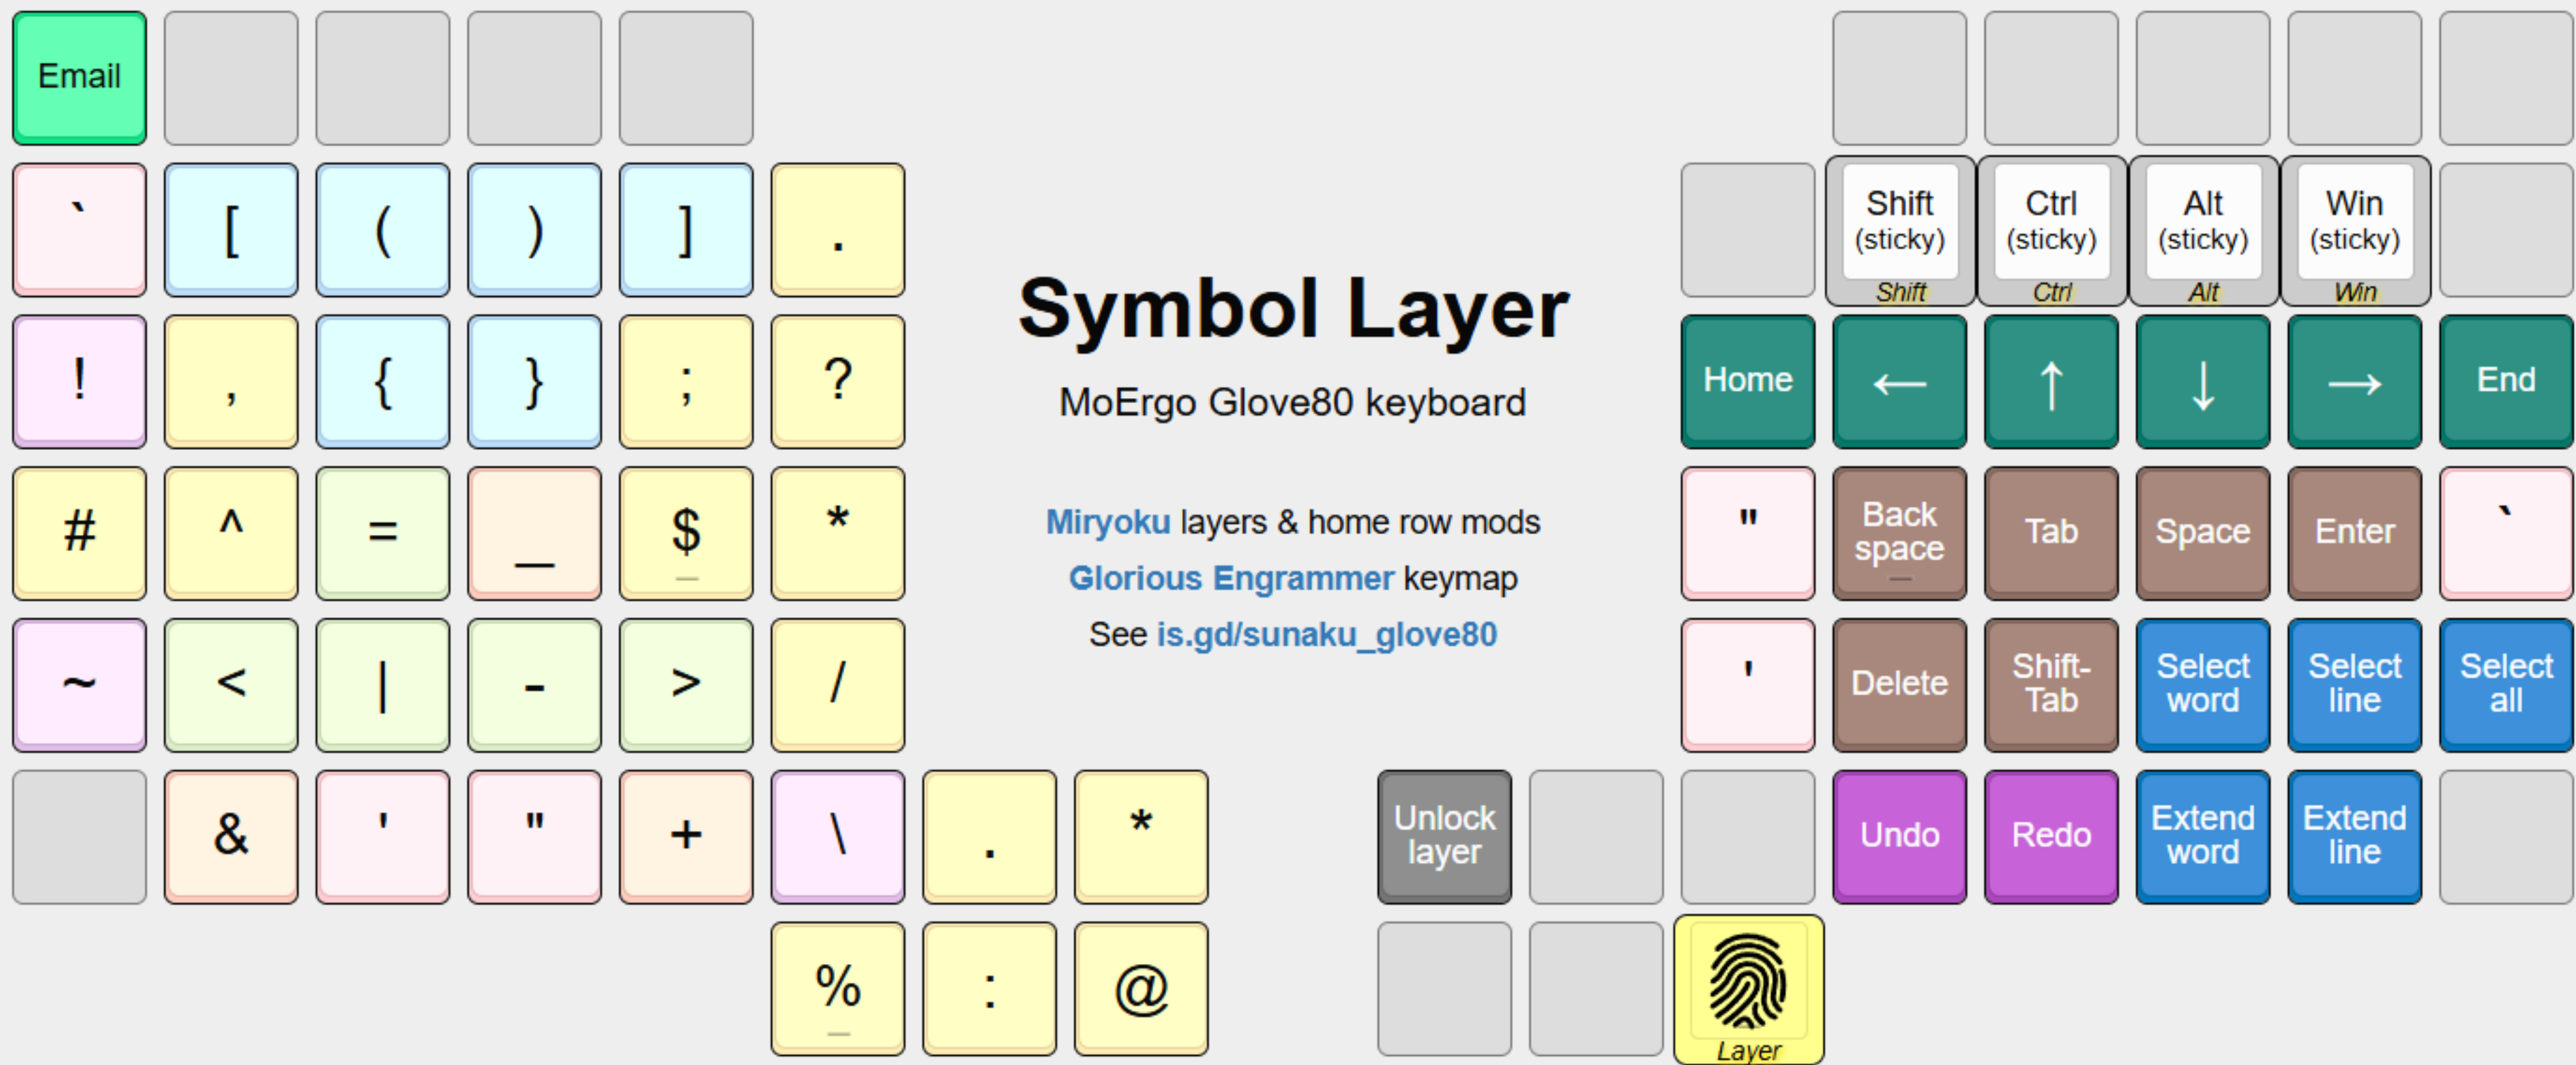 Email
` [ ( ) ] .
Shift (sticky) Shift
Ctrl (sticky) Ctrl
Alt (sticky) Alt
Win (sticky) Win
! , { } ; ?
Symbol Layer
MoErgo Glove80 keyboard
Home ← ↑ ↓ → End
# ^ = _ $ *
Miryoku layers & home row mods
Glorious Engrammer keymap
See is.gd/sunaku_glove80
" Back space Tab Space Enter `
~ < | - > /
' Delete Shift-Tab Select word Select line Select all
& ' " + \ . *
Unlock layer Undo Redo Extend word Extend line
% : @
Layer